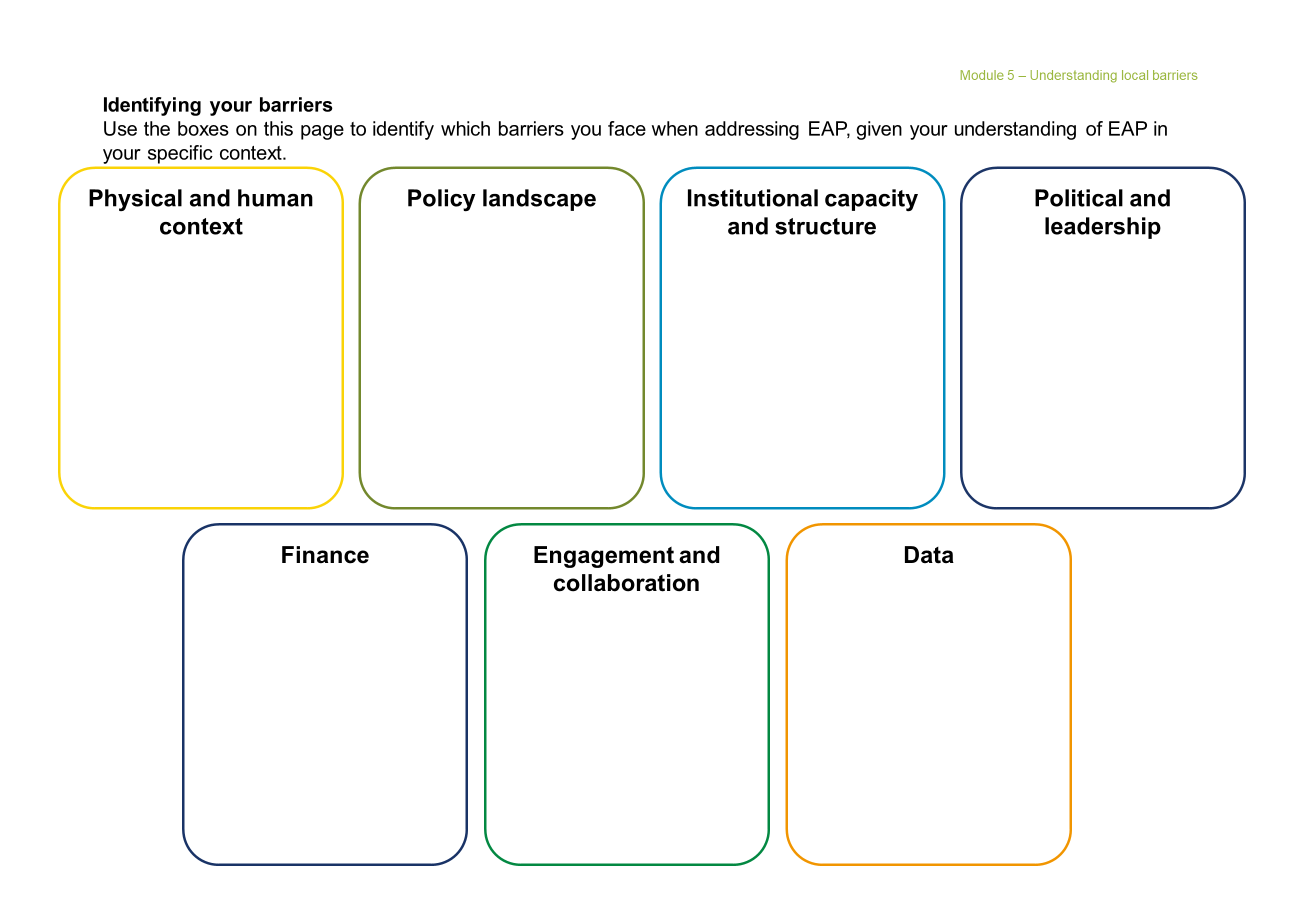 Module 5 – Understanding local barriers
Identifying your barriers
Use the boxes on this page to identify which barriers you face when addressing EAP, given your understanding of EAP in
your specific context.
Physical and human
context
Policy landscape
Institutional capacity
and structure
Political and
leadership
Finance
Engagement and
collaboration
Data